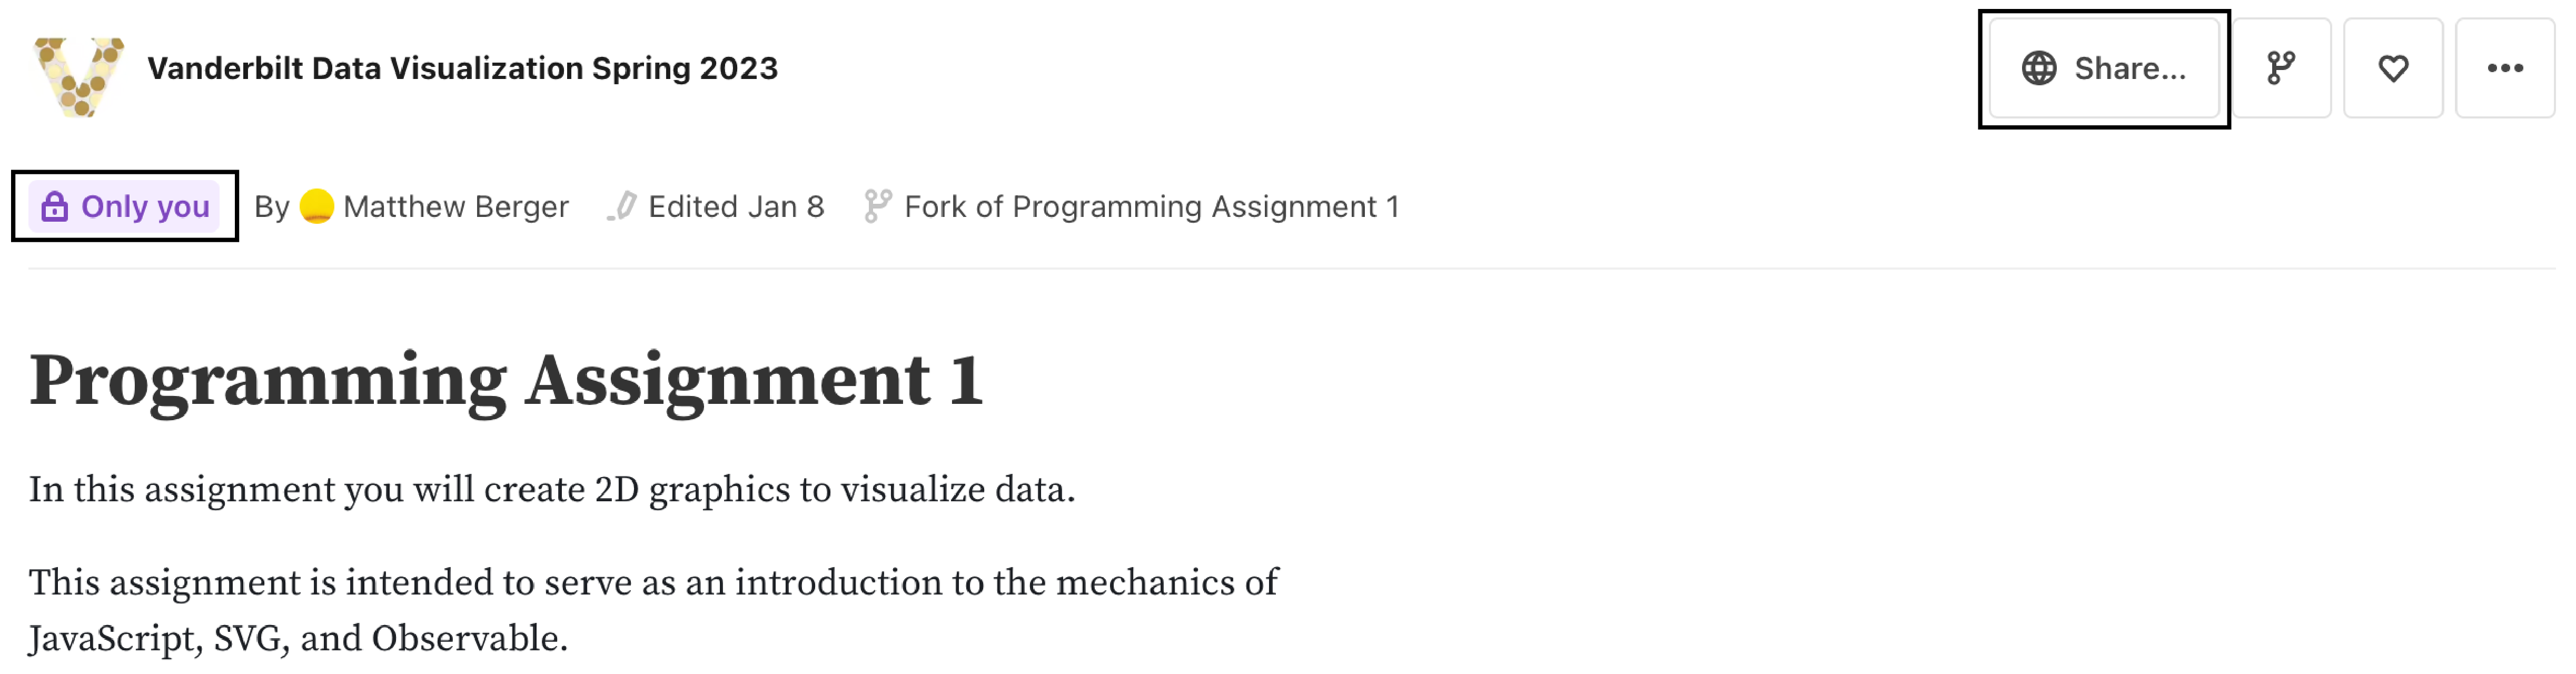 Vanderbilt Data Visualization Spring 2023
Share...
Only you By Matthew Berger Edited Jan 8 Fork of Programming Assignment 1
Programming Assignment 1
In this assignment you will create 2D graphics to visualize data.
This assignment is intended to serve as an introduction to the mechanics of
JavaScript, SVG, and Observable.